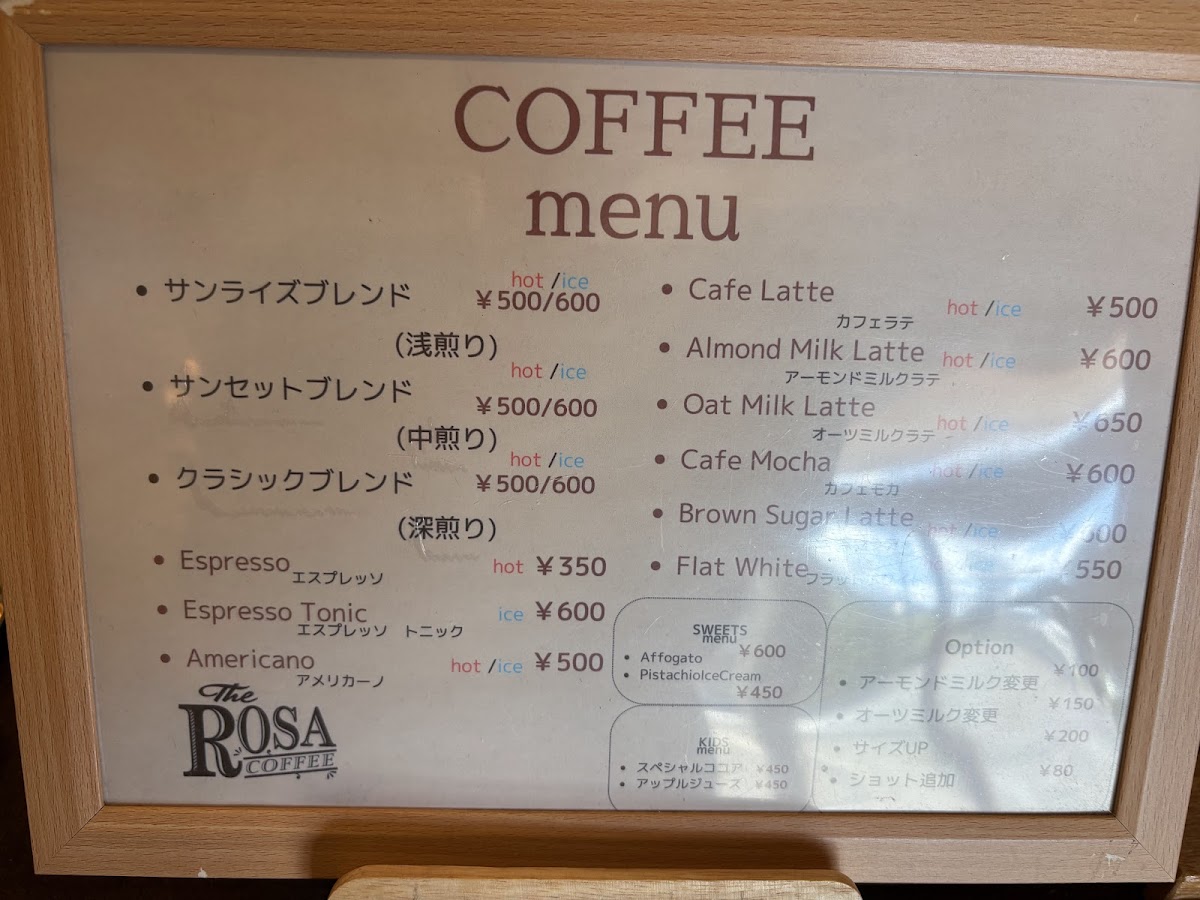 COFFEE
menu
• サンライズブレンド hot /ice ¥500/600
(浅煎り)
• サンセットブレンド hot /ice ¥500/600
(中煎り)
• クラシックブレンド hot /ice ¥500/600
(深煎り)
• Espresso hot ¥350
エスプレッソ
• Espresso Tonic ice ¥600
エスプレッソ トニック
• Americano hot /ice ¥500
アメリカーノ
The
ROSA
COFFEE
• Cafe Latte hot /ice ¥500
カフェラテ
• Almond Milk Latte hot /ice ¥600
アーモンドミルクラテ
• Oat Milk Latte hot /ice ¥650
オーツミルクラテ
• Cafe Mocha hot /ice ¥600
カフェモカ
• Brown Sugar Latte hot /ice
• Flat White 550
SWEETS
menu
• Affogato ¥600
• PistachioIceCream
¥450
KIDS
menu
• スペシャルココア ¥450
• アップルジュース ¥450
Option
• アーモンドミルク変更 ¥100
• オーツミルク変更 ¥150
• サイズUP ¥200
• ショット追加 ¥80